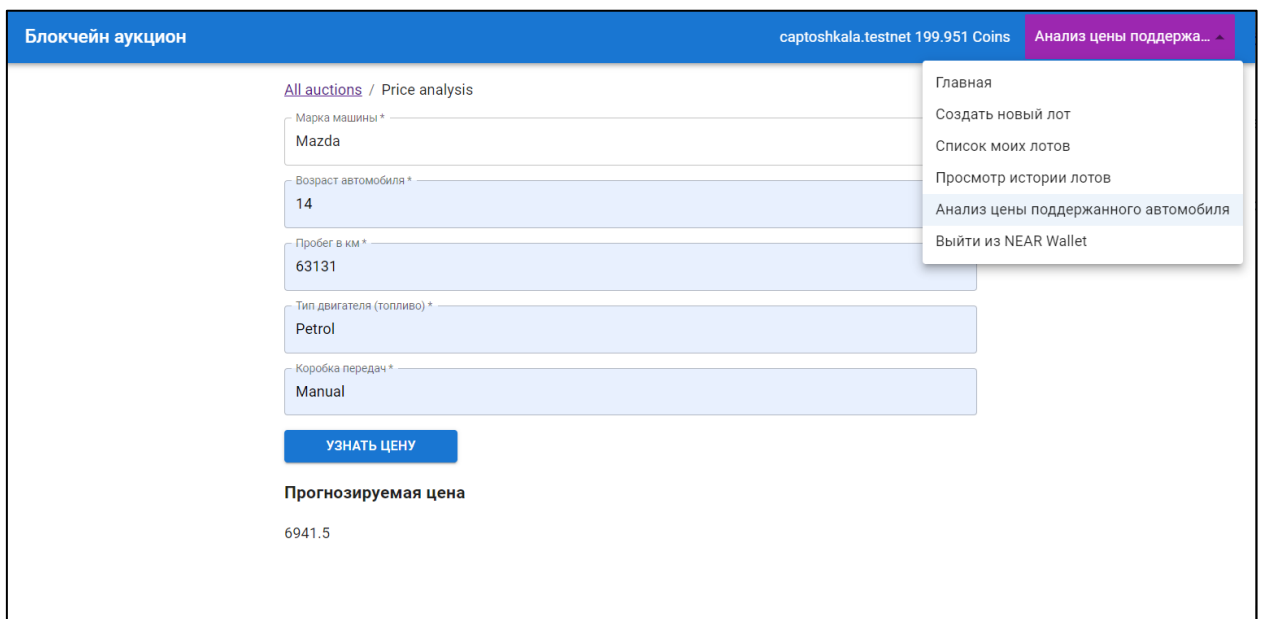 Блокчейн аукцион
captoshkala.testnet 199.951 Coins
Анализ цены поддержа...
Главная
Создать новый лот
Список моих лотов
Просмотр истории лотов
Анализ цены поддержанного автомобиля
Выйти из NEAR Wallet
All auctions / Price analysis
Марка машины *
Mazda
Возраст автомобиля *
14
Пробег в км *
63131
Тип двигателя (топливо) *
Petrol
Коробка передач *
Manual
УЗНАТЬ ЦЕНУ
Прогнозируемая цена
6941.5